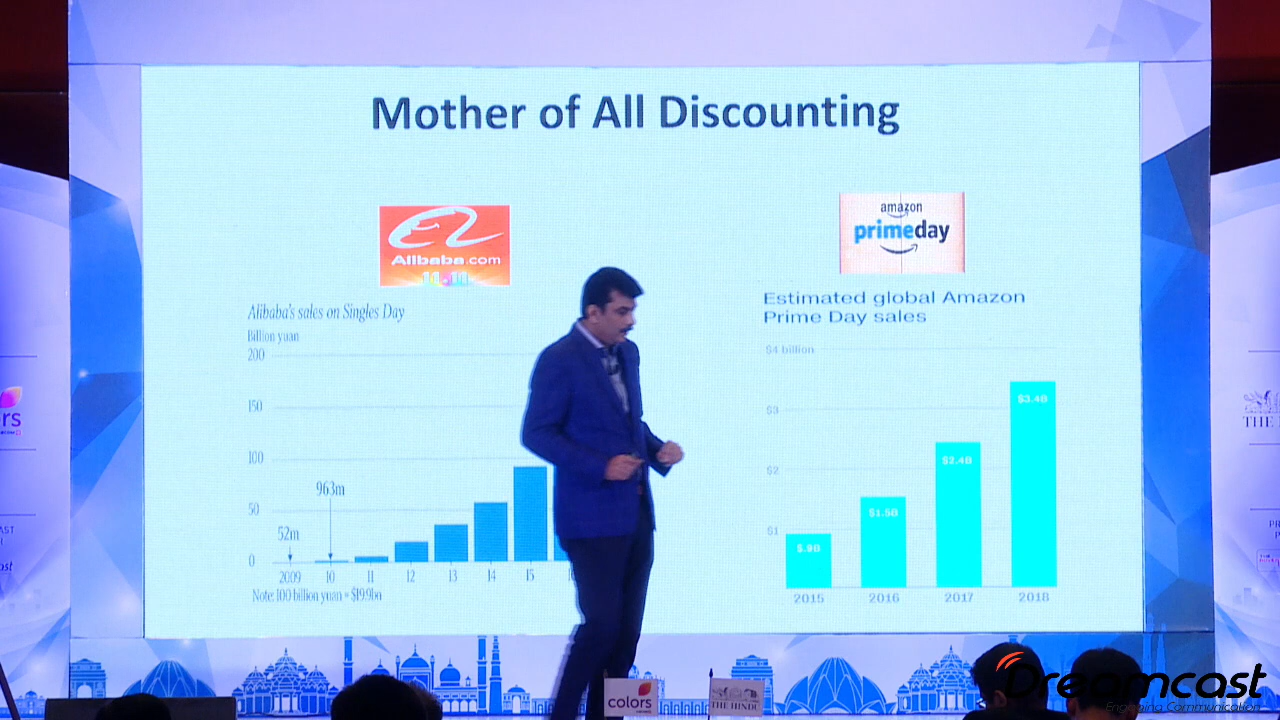 Mother of All Discounting
Alibaba.com
11.11
amazon
primeday
Alibaba's sales on Singles Day
Billion yuan
200
150
100
50
0
963m
52m
2009
10
11
12
13
14
15
Note: 100 billion yuan = $19.9bn
Estimated global Amazon
Prime Day sales
$4 billion
$3
$2
$1
$.9B
$1.5B
$2.4B
$3.4B
2015
2016
2017
2018
colors
THE HINDU
Dreamcast
Engaging Communication
rs
THE